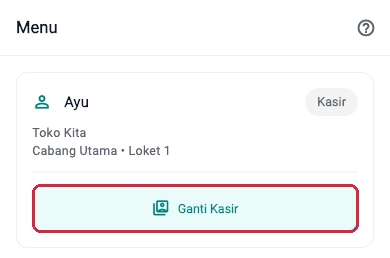 Menu
Ayu
Kasir
Toko Kita
Cabang Utama • Loket 1
Ganti Kasir